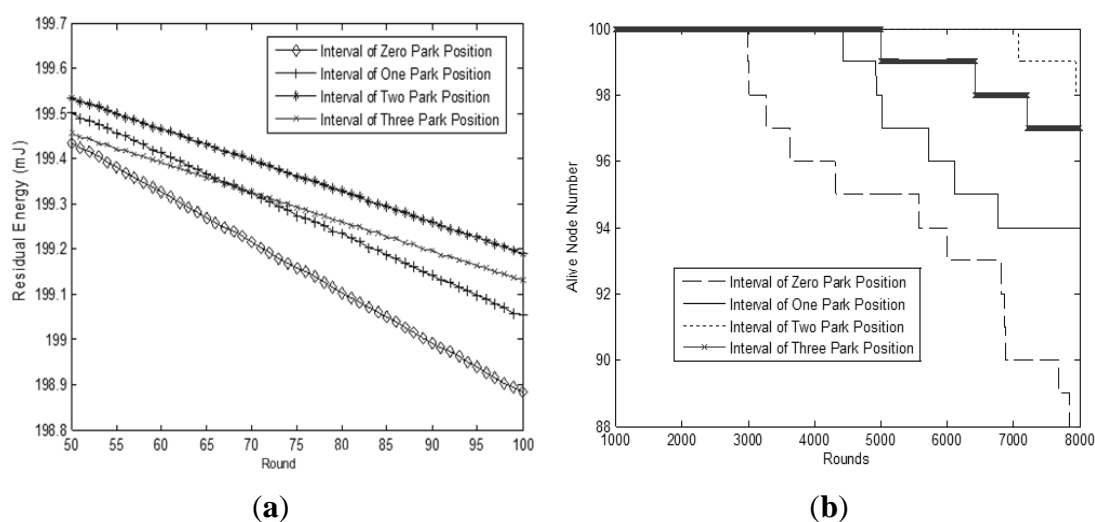 199.7
199.6
199.5
199.4
199.3
199.2
199.1
199
198.9
198.8
Residual Energy (mJ)
Interval of Zero Park Position
Interval of One Park Position
Interval of Two Park Position
Interval of Three Park Position
50 55 60 65 70 75 80 85 90 95 100
Round
(a)
100
98
96
94
92
90
88
Alive Node Number
Interval of Zero Park Position
Interval of One Park Position
Interval of Two Park Position
Interval of Three Park Position
1000 2000 3000 4000 5000 6000 7000 8000
Rounds
(b)